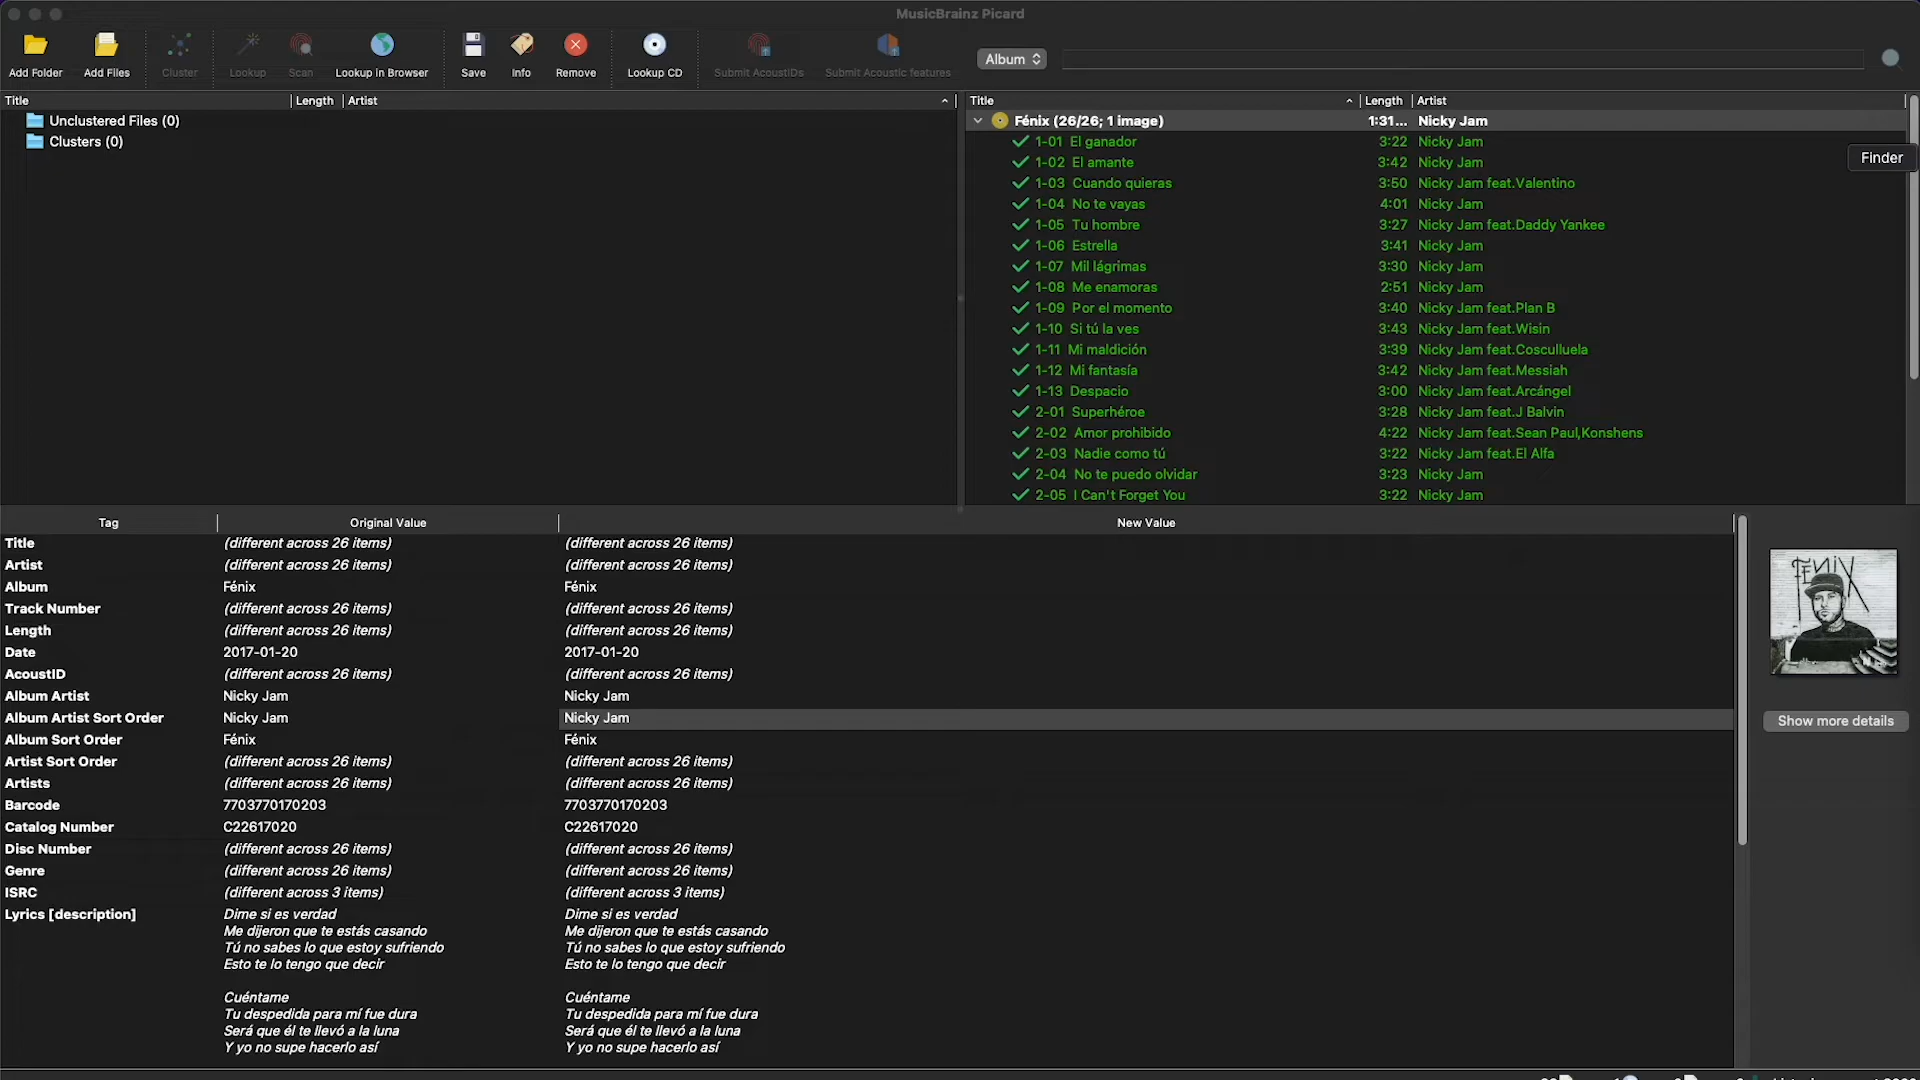 MusicBrainz Picard
Add Folder
Add Files
Cluster
Lookup
Scan
Lookup in Browser
Save
Info
Remove
Lookup CD
Submit AcoustIDs
Submit Acoustic features
Album
Title Length Artist
Unclustered Files (0)
Clusters (0)
Title Length Artist
Fénix (26/26; 1 image) 1:31... Nicky Jam
1-01 El ganador 3:22 Nicky Jam
1-02 El amante 3:42 Nicky Jam
1-03 Cuando quieras 3:50 Nicky Jam feat.Valentino
1-04 No te vayas 4:01 Nicky Jam
1-05 Tu hombre 3:27 Nicky Jam feat.Daddy Yankee
1-06 Estrella 3:41 Nicky Jam
1-07 Mil lágrimas 3:30 Nicky Jam
1-08 Me enamoras 2:51 Nicky Jam
1-09 Por el momento 3:40 Nicky Jam feat.Plan B
1-10 Si tú la ves 3:43 Nicky Jam feat.Wisin
1-11 Mi maldición 3:39 Nicky Jam feat.Cosculluela
1-12 Mi fantasía 3:42 Nicky Jam feat.Messiah
1-13 Despacio 3:00 Nicky Jam feat.Arcángel
2-01 Superhéroe 3:28 Nicky Jam feat.J Balvin
2-02 Amor prohibido 4:22 Nicky Jam feat.Sean Paul,Konshens
2-03 Nadie como tú 3:22 Nicky Jam feat.El Alfa
2-04 No te puedo olvidar 3:23 Nicky Jam
2-05 I Can't Forget You 3:22 Nicky Jam
Finder
Tag Original Value New Value
Title (different across 26 items) (different across 26 items)
Artist (different across 26 items) (different across 26 items)
Album Fénix Fénix
Track Number (different across 26 items) (different across 26 items)
Length (different across 26 items) (different across 26 items)
Date 2017-01-20 2017-01-20
AcoustID (different across 26 items) (different across 26 items)
Album Artist Nicky Jam Nicky Jam
Album Artist Sort Order Nicky Jam Nicky Jam
Album Sort Order Fénix Fénix
Artist Sort Order (different across 26 items) (different across 26 items)
Artists (different across 26 items) (different across 26 items)
Barcode 7703770170203 7703770170203
Catalog Number C22617020 C22617020
Disc Number (different across 26 items) (different across 26 items)
Genre (different across 26 items) (different across 26 items)
ISRC (different across 3 items) (different across 3 items)
Lyrics [description] Dime si es verdad Dime si es verdad
Me dijeron que te estás casando Me dijeron que te estás casando
Tú no sabes lo que estoy sufriendo Tú no sabes lo que estoy sufriendo
Esto te lo tengo que decir Esto te lo tengo que decir
Cuéntame Cuéntame
Tu despedida para mí fue dura Tu despedida para mí fue dura
Será que él te llevó a la luna Será que él te llevó a la luna
Y yo no supe hacerlo así Y yo no supe hacerlo así
FENIX
Show more details